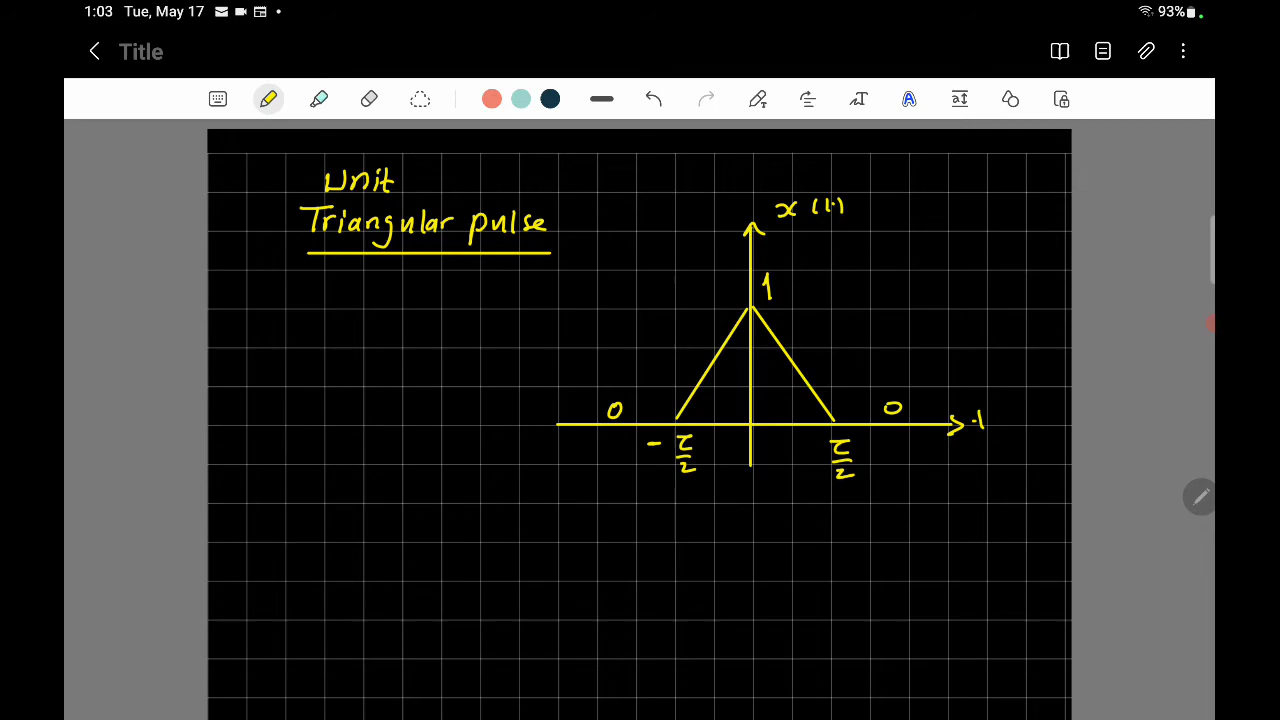 1:03 Tue, May 17
93%
Title
Unit
Triangular pulse
x (t)
1
0
0
t
- τ/2
τ/2